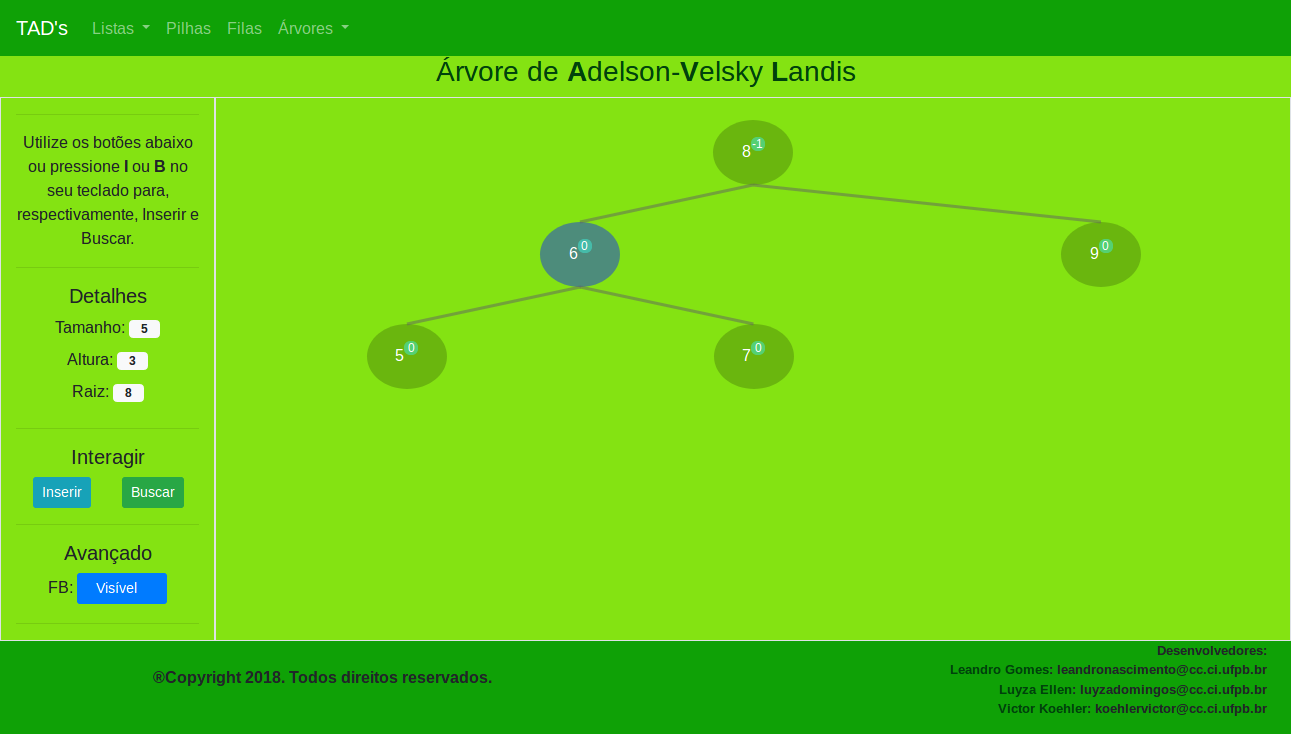 TAD's Listas Pilhas Filas Árvores
Árvore de Adelson-Velsky Landis
Utilize os botões abaixo
ou pressione I ou B no
seu teclado para,
respectivamente, Inserir e
Buscar.
Detalhes
Tamanho: 5
Altura: 3
Raiz: 8
Interagir
Inserir Buscar
Avançado
FB: Visível
8 -1
6 0
9 0
5 0
7 0
®Copyright 2018. Todos direitos reservados.
Desenvolvedores:
Leandro Gomes: leandronascimento@cc.ci.ufpb.br
Luyza Ellen: luyzadomingos@cc.ci.ufpb.br
Victor Koehler: koehlervictor@cc.ci.ufpb.br